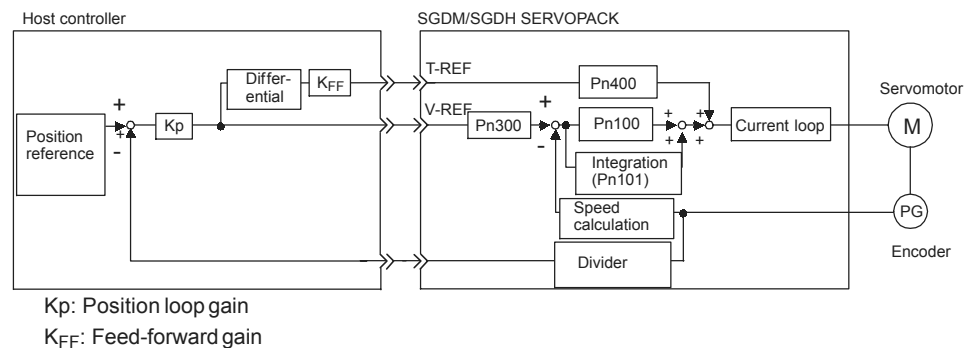 Host controller
SGDM/SGDH SERVOPACK
T-REF
Differ-
ential
KFF
Pn400
Servomotor
V-REF
+
+
-
Position
reference
Kp
Pn300
+
-
Pn100
+
+
+
+
Current loop
M
Integration
(Pn101)
Speed
calculation
PG
Divider
Encoder
Kp: Position loop gain
KFF: Feed-forward gain